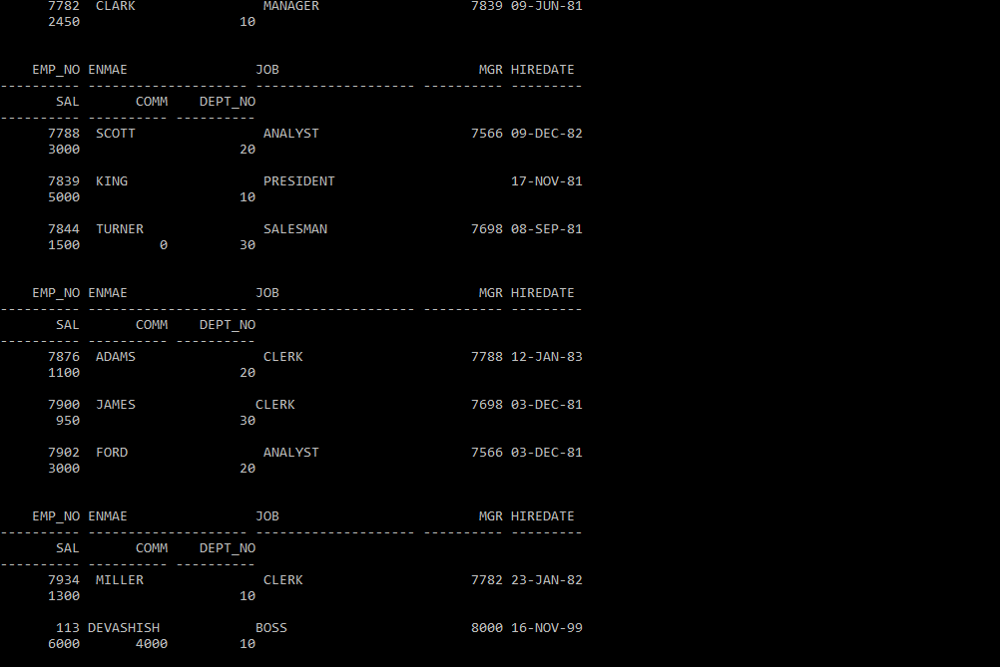 7782  CLARK                MANAGER                   7839 09-JUN-81
      2450                    10
    EMP_NO ENMAE                JOB                         MGR HIREDATE
---------- -------------------- -------------------- ---------- ---------
       SAL       COMM    DEPT_NO
---------- ---------- ----------
      7788  SCOTT                ANALYST                   7566 09-DEC-82
      3000                    20
      7839  KING                 PRESIDENT                      17-NOV-81
      5000                    10
      7844  TURNER               SALESMAN                  7698 08-SEP-81
      1500          0         30
    EMP_NO ENMAE                JOB                         MGR HIREDATE
---------- -------------------- -------------------- ---------- ---------
       SAL       COMM    DEPT_NO
---------- ---------- ----------
      7876  ADAMS                CLERK                     7788 12-JAN-83
      1100                    20
      7900  JAMES               CLERK                      7698 03-DEC-81
       950                    30
      7902  FORD                 ANALYST                   7566 03-DEC-81
      3000                    20
    EMP_NO ENMAE                JOB                         MGR HIREDATE
---------- -------------------- -------------------- ---------- ---------
       SAL       COMM    DEPT_NO
---------- ---------- ----------
      7934  MILLER               CLERK                     7782 23-JAN-82
      1300                    10
       113 DEVASHISH            BOSS                       8000 16-NOV-99
      6000       4000         10